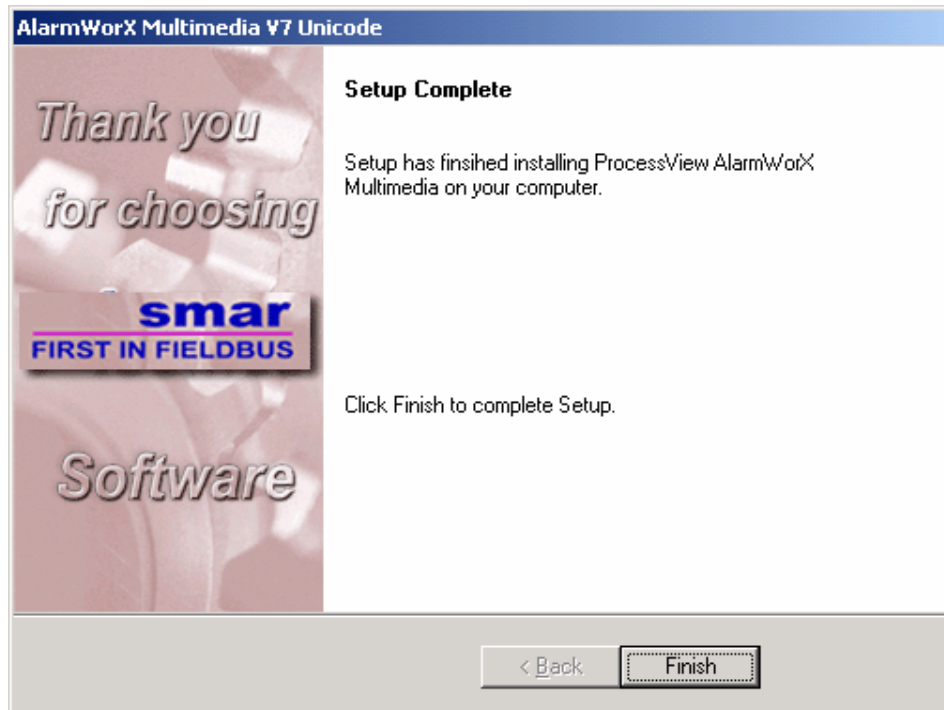 AlarmWorX Multimedia V7 Unicode
Thank you
for choosing
smar
FIRST IN FIELDBUS
Software
Setup Complete
Setup has finsihed installing ProcessView AlarmWorX
Multimedia on your computer.
Click Finish to complete Setup.
< Back
Finish